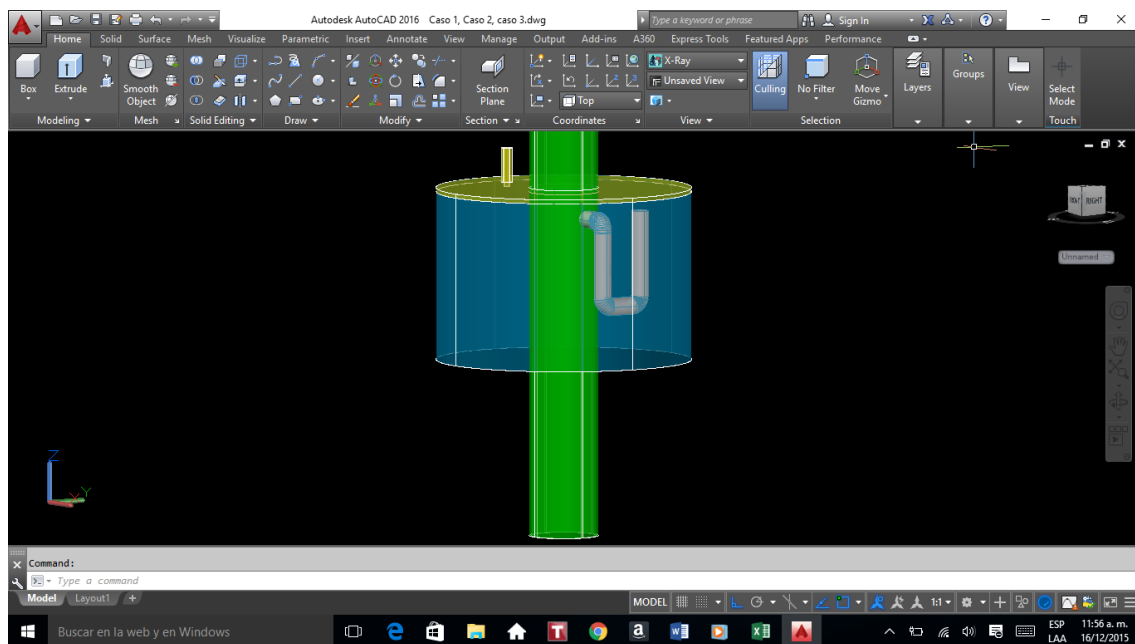 Autodesk AutoCAD 2016 Caso 1, Caso 2, caso 3.dwg
Type a keyword or phrase
Sign In
Home Solid Surface Mesh Visualize Parametric Insert Annotate View Manage Output Add-ins A360 Express Tools Featured Apps Performance
Box
Extrude
Smooth Object
Section Plane
X-Ray
Unsaved View
Top
Culling
No Filter
Move Gizmo
Layers
Groups
View
Select Mode
Modeling Mesh Solid Editing Draw Modify Section Coordinates View Selection Touch
RIGHT
Unnamed
Z
X Y
Command:
Type a command
Model Layout1 +
MODEL 1:1
Buscar en la web y en Windows
ESP 11:56 a. m.
LAA 16/12/2015